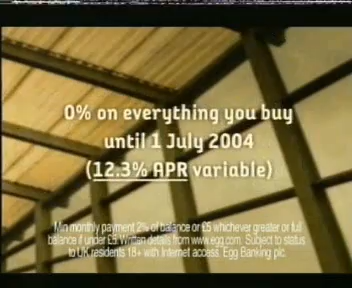 0% on everything you buy
until 1 July 2004
(12.3% APR variable)
Min monthly payment 2% of balance or £5 whichever greater or full
balance if under £5. Written details from www.egg.com. Subject to status
to UK residents 18+ with Internet access. Egg Banking plc.